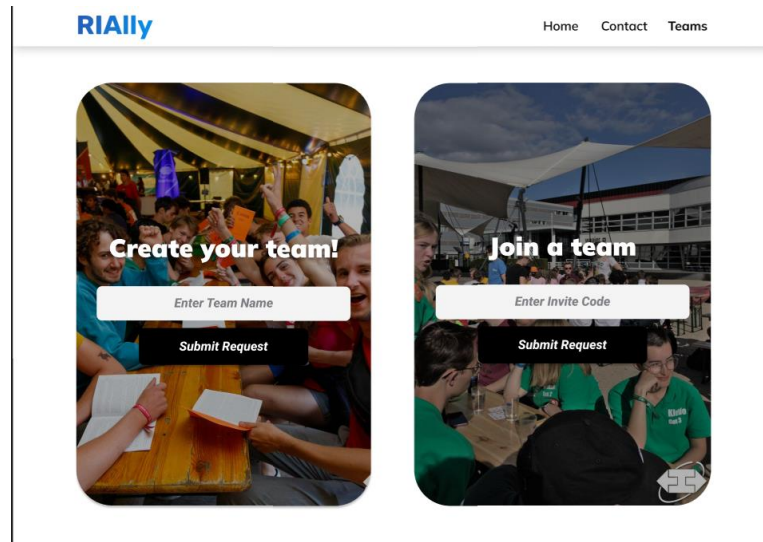 RIAlly
Home Contact Teams
Create your team!
Join a team
Enter Team Name
Enter Invite Code
Submit Request
Submit Request